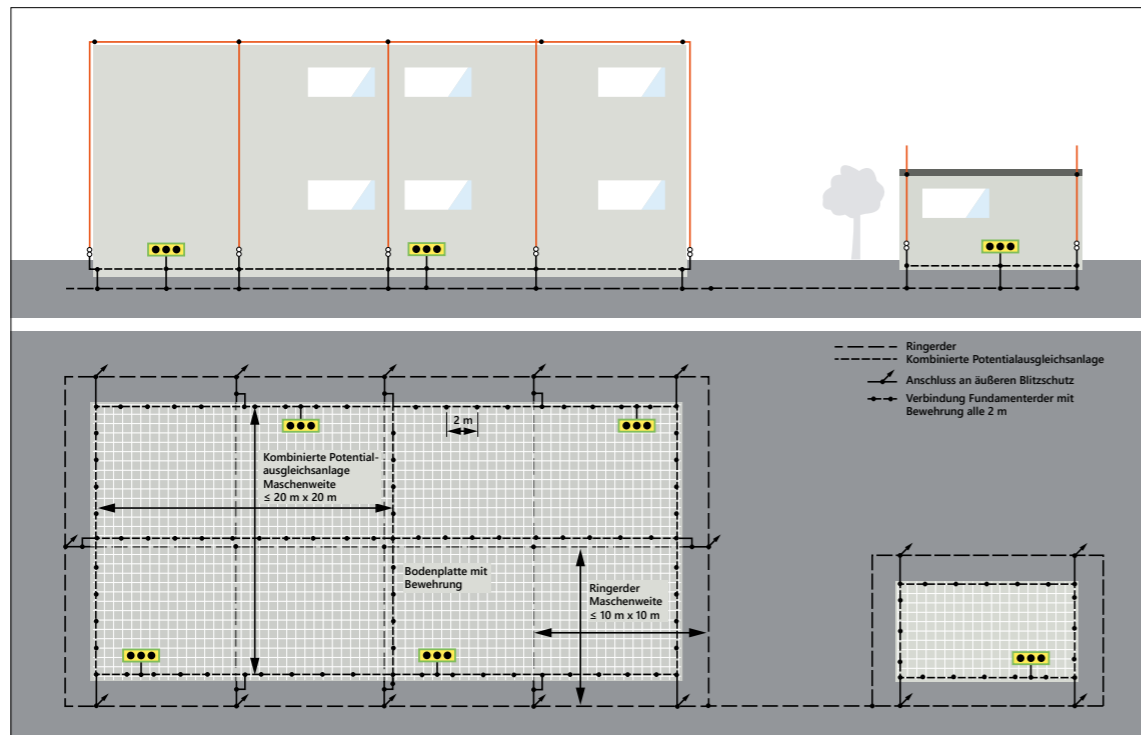 Ringerder
Kombinierte Potentialausgleichsanlage
Anschluss an äußeren Blitzschutz
Verbindung Fundamenterder mit
Bewehrung alle 2 m
2 m
Kombinierte Potential-
ausgleichsanlage
Maschenweite
≤ 20 m x 20 m
Bodenplatte mit
Bewehrung
Ringerder
Maschenweite
≤ 10 m x 10 m